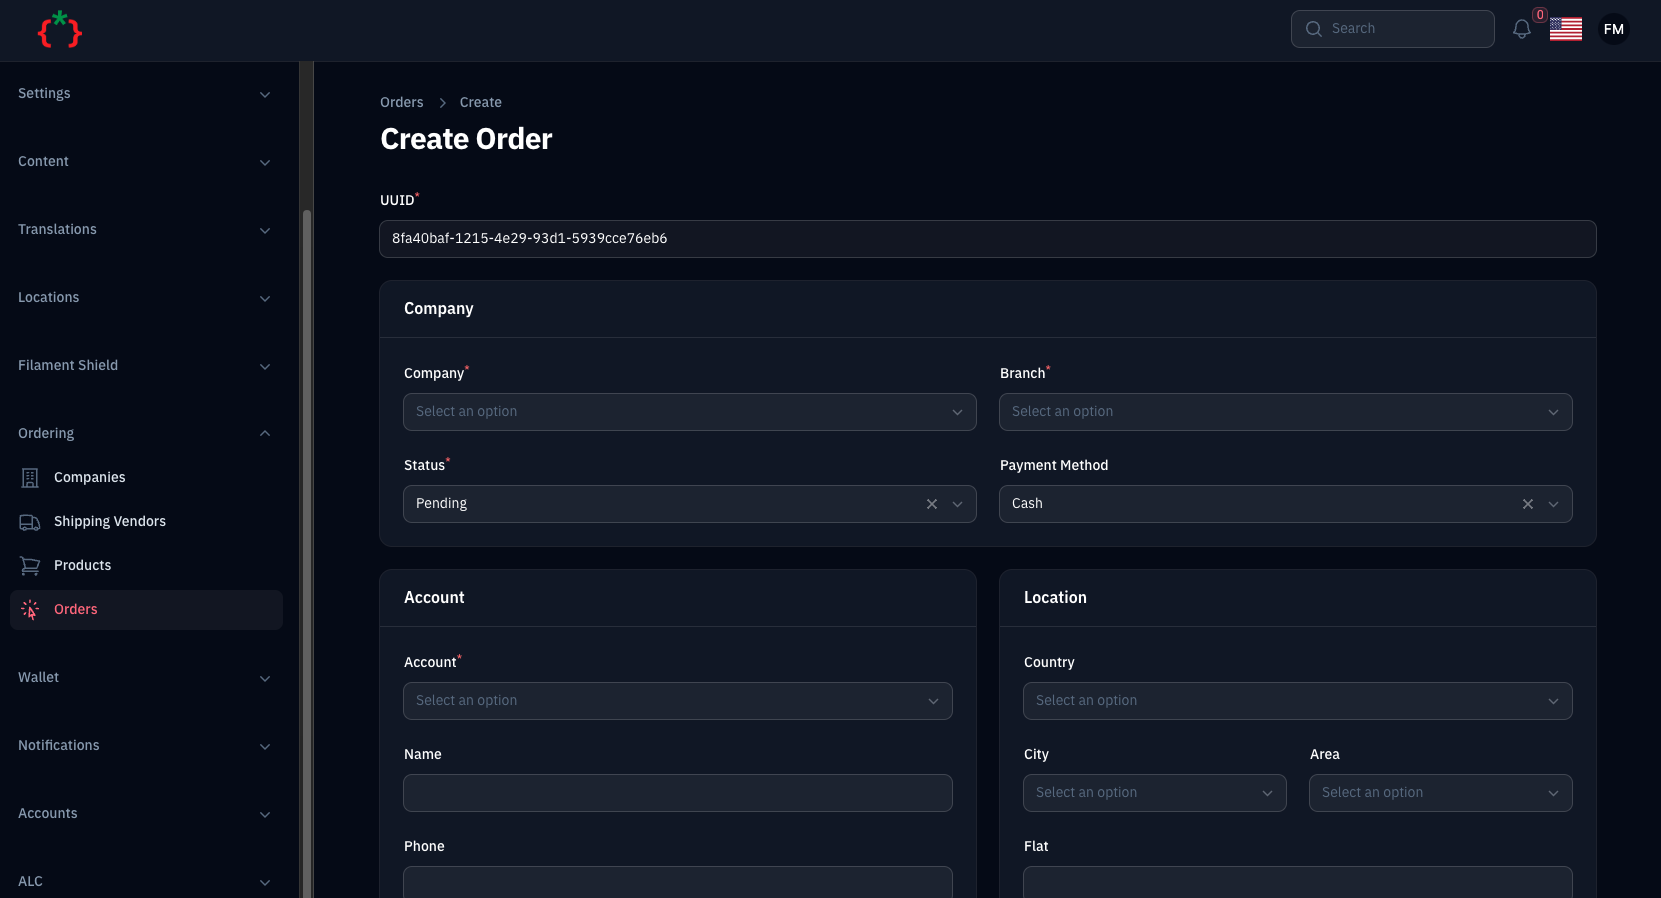 Search
0
FM
Settings
Content
Translations
Locations
Filament Shield
Ordering
Companies
Shipping Vendors
Products
Orders
Wallet
Notifications
Accounts
ALC
Orders > Create
Create Order
UUID*
8fa40baf-1215-4e29-93d1-5939cce76eb6
Company
Company*
Select an option
Branch*
Select an option
Status*
Pending
Payment Method
Cash
Account
Account*
Select an option
Name
Phone
Location
Country
Select an option
City
Select an option
Area
Select an option
Flat